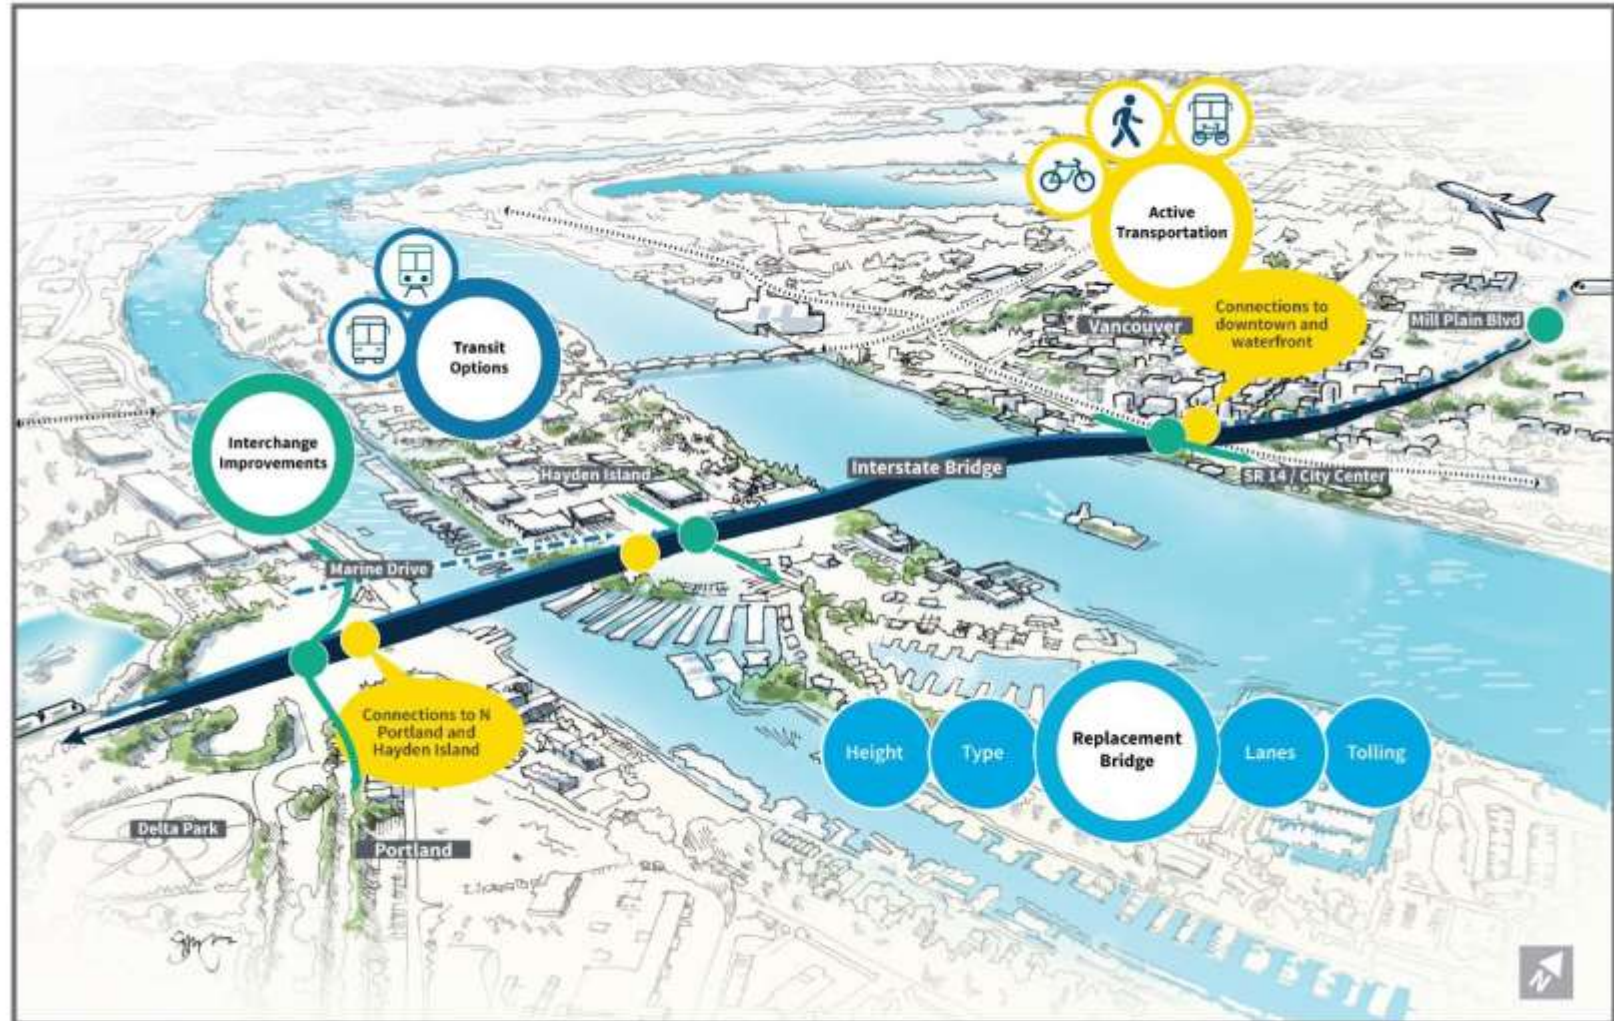 Active
Transportation
Connections to
downtown and
waterfront
Vancouver
Mill Plain Blvd
Transit
Options
Interchange
Improvements
Hayden Island
Interstate Bridge
SR 14 / City Center
Marine Drive
Connections to N
Portland and
Hayden Island
Height
Type
Replacement
Bridge
Lanes
Tolling
Delta Park
Portland
N